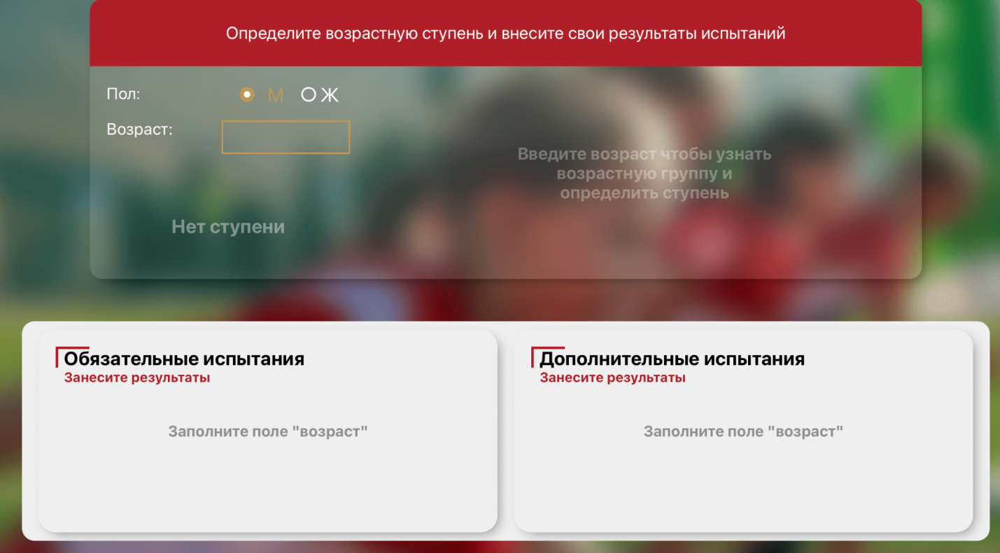 Определите возрастную ступень и внесите свои результаты испытаний
Пол:
М
Ж
Возраст:
Введите возраст чтобы узнать
возрастную группу и
определить ступень
Нет ступени
Обязательные испытания
Занесите результаты
Заполните поле "возраст"
Дополнительные испытания
Занесите результаты
Заполните поле "возраст"